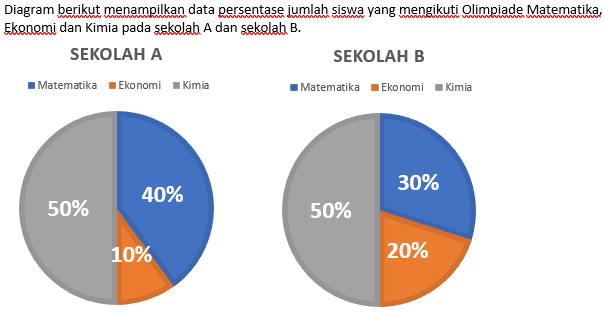 Diagram berikut menampilkan data persentase jumlah siswa yang mengikuti Olimpiade Matematika,
Ekonomi dan Kimia pada sekolah A dan sekolah B.
SEKOLAH A
Matematika Ekonomi Kimia
50%
40%
10%
SEKOLAH B
Matematika Ekonomi Kimia
50%
30%
20%